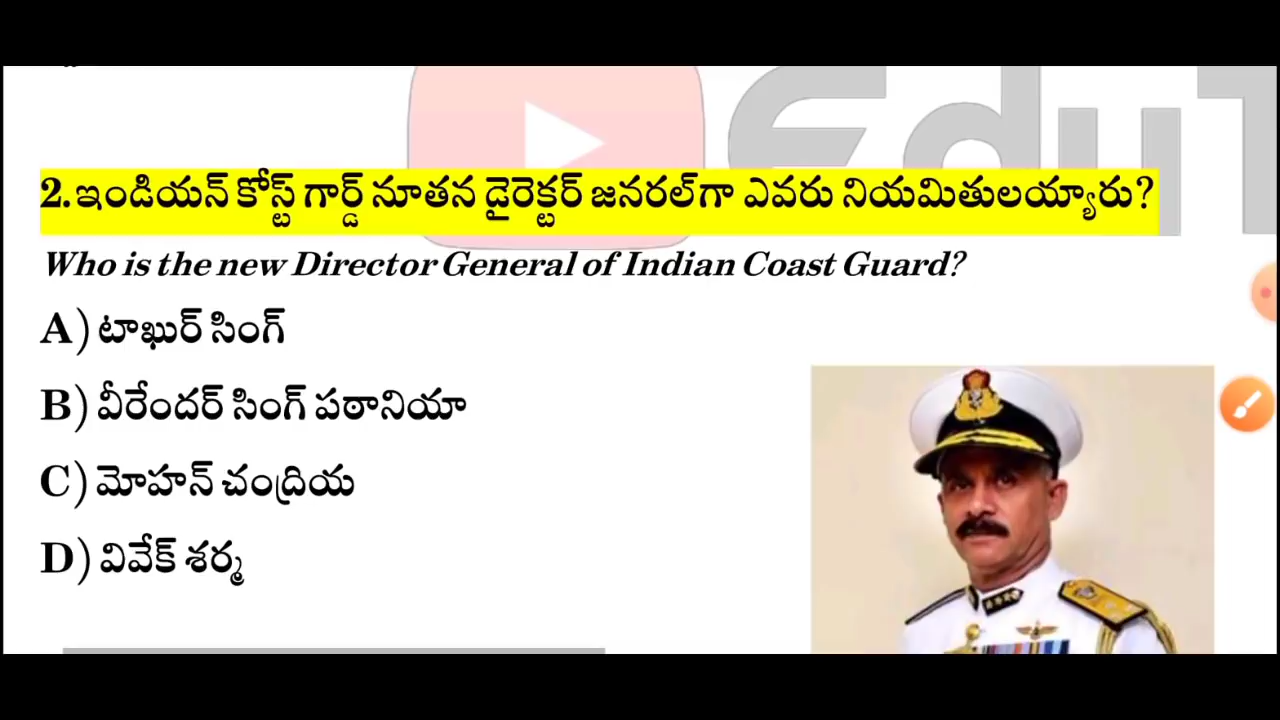 EduT
2. ఇండియన్ కోస్ట్ గార్డ్ నూతన డైరెక్టర్ జనరల్‌గా ఎవరు నియమితులయ్యారు?
Who is the new Director General of Indian Coast Guard?
A) టాఖుర్ సింగ్
B) వీరేందర్ సింగ్ పఠానియా
C) మోహన్ చంద్రియ
D) వివేక్ శర్మ